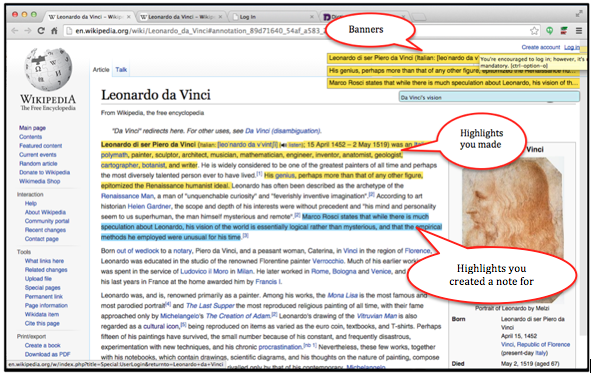 W Leonardo da Vinci
W Leonardo da Vinci
Log in
en.wikipedia.org/wiki/Leonardo_da_Vinci#annotation_89d71640_54af_a583_
Banners
Create account Log in
Leonardo di ser Piero da Vinci (Italian: [leoˈnardo da v
You're encouraged to log in; however, it's
mandatory. [ctrl-option-o]
His genius, perhaps more than that of any other figure, epitomized the Renaissance hum
Marco Rosci states that while there is much speculation about Leonardo, his vision of th...
Da Vinci's vision
WIKIPEDIA
The Free Encyclopedia
Main page
Contents
Featured content
Current events
Random article
Donate to Wikipedia
Wikimedia Shop
Interaction
Help
About Wikipedia
Community portal
Recent changes
Contact page
Tools
What links here
Related changes
Upload file
Special pages
Permanent link
Page information
Wikidata item
Cite this page
Print/export
Create a book
Download as PDF
Article Talk
Leonardo da Vinci
From Wikipedia, the free encyclopedia
"Da Vinci" redirects here. For other uses, see Da Vinci (disambiguation).
Leonardo di ser Piero da Vinci (Italian: [leoˈnardo da vˈvintʃi] (listen); 15 April 1452 – 2 May 1519) was an Ita
polymath, painter, sculptor, architect, musician, mathematician, engineer, inventor, anatomist, geologist,
cartographer, botanist, and writer. He is widely considered to be one of the greatest painters of all time and perhaps
the most diversely talented person ever to have lived.[1] His genius, perhaps more than that of any other figure,
epitomized the Renaissance humanist ideal. Leonardo has often been described as the archetype of the
Renaissance Man, a man of "unquenchable curiosity" and "feverishly inventive imagination".[2] According to art
historian Helen Gardner, the scope and depth of his interests were without precedent and "his mind and personality
seem to us superhuman, the man himself mysterious and remote".[2] Marco Rosci states that while there is much
speculation about Leonardo, his vision of the world is essentially logical rather than mysterious, and that the empirical
methods he employed were unusual for his time.[3]
Born out of wedlock to a notary, Piero da Vinci, and a peasant woman, Caterina, in Vinci in the region of Florence,
Leonardo was educated in the studio of the renowned Florentine painter Verrocchio. Much of his earlier work
was spent in the service of Ludovico il Moro in Milan. He later worked in Rome, Bologna and Venice, and
his last years in France at the home awarded him by Francis I.
Leonardo was, and is, renowned primarily as a painter. Among his works, the Mona Lisa is the most famous and
most parodied portrait[4] and The Last Supper the most reproduced religious painting of all time, with their fame
approached only by Michelangelo's The Creation of Adam.[2] Leonardo's drawing of the Vitruvian Man is also
regarded as a cultural icon,[5] being reproduced on items as varied as the euro coin, textbooks, and T-shirts. Perhaps
fifteen of his paintings have survived, the small number because of his constant, and frequently disastrous,
experimentation with new techniques, and his chronic procrastination.[nb 1] Nevertheless, these few works, together
with his notebooks, which contain drawings, scientific diagrams, and his thoughts on the nature of painting, compose
Highlights
you made
Highlights you
created a note for
Vinci
Portrait of Leonardo by Melzi
Born Leonardo di ser Piero da
Vinci
April 15, 1452
Vinci, Republic of Florence
(present-day Italy)
Died May 2, 1519 (aged 67)
en.wikipedia.org/w/index.php?title=Special:UserLogin&returnto=Leonardo+da+Vinci